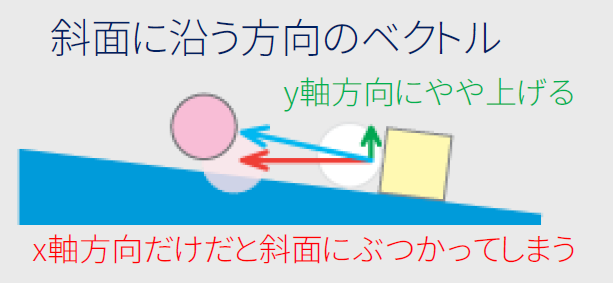 斜面に沿う方向のベクトル
y軸方向にやや上げる
x軸方向だけだと斜面にぶつかってしまう